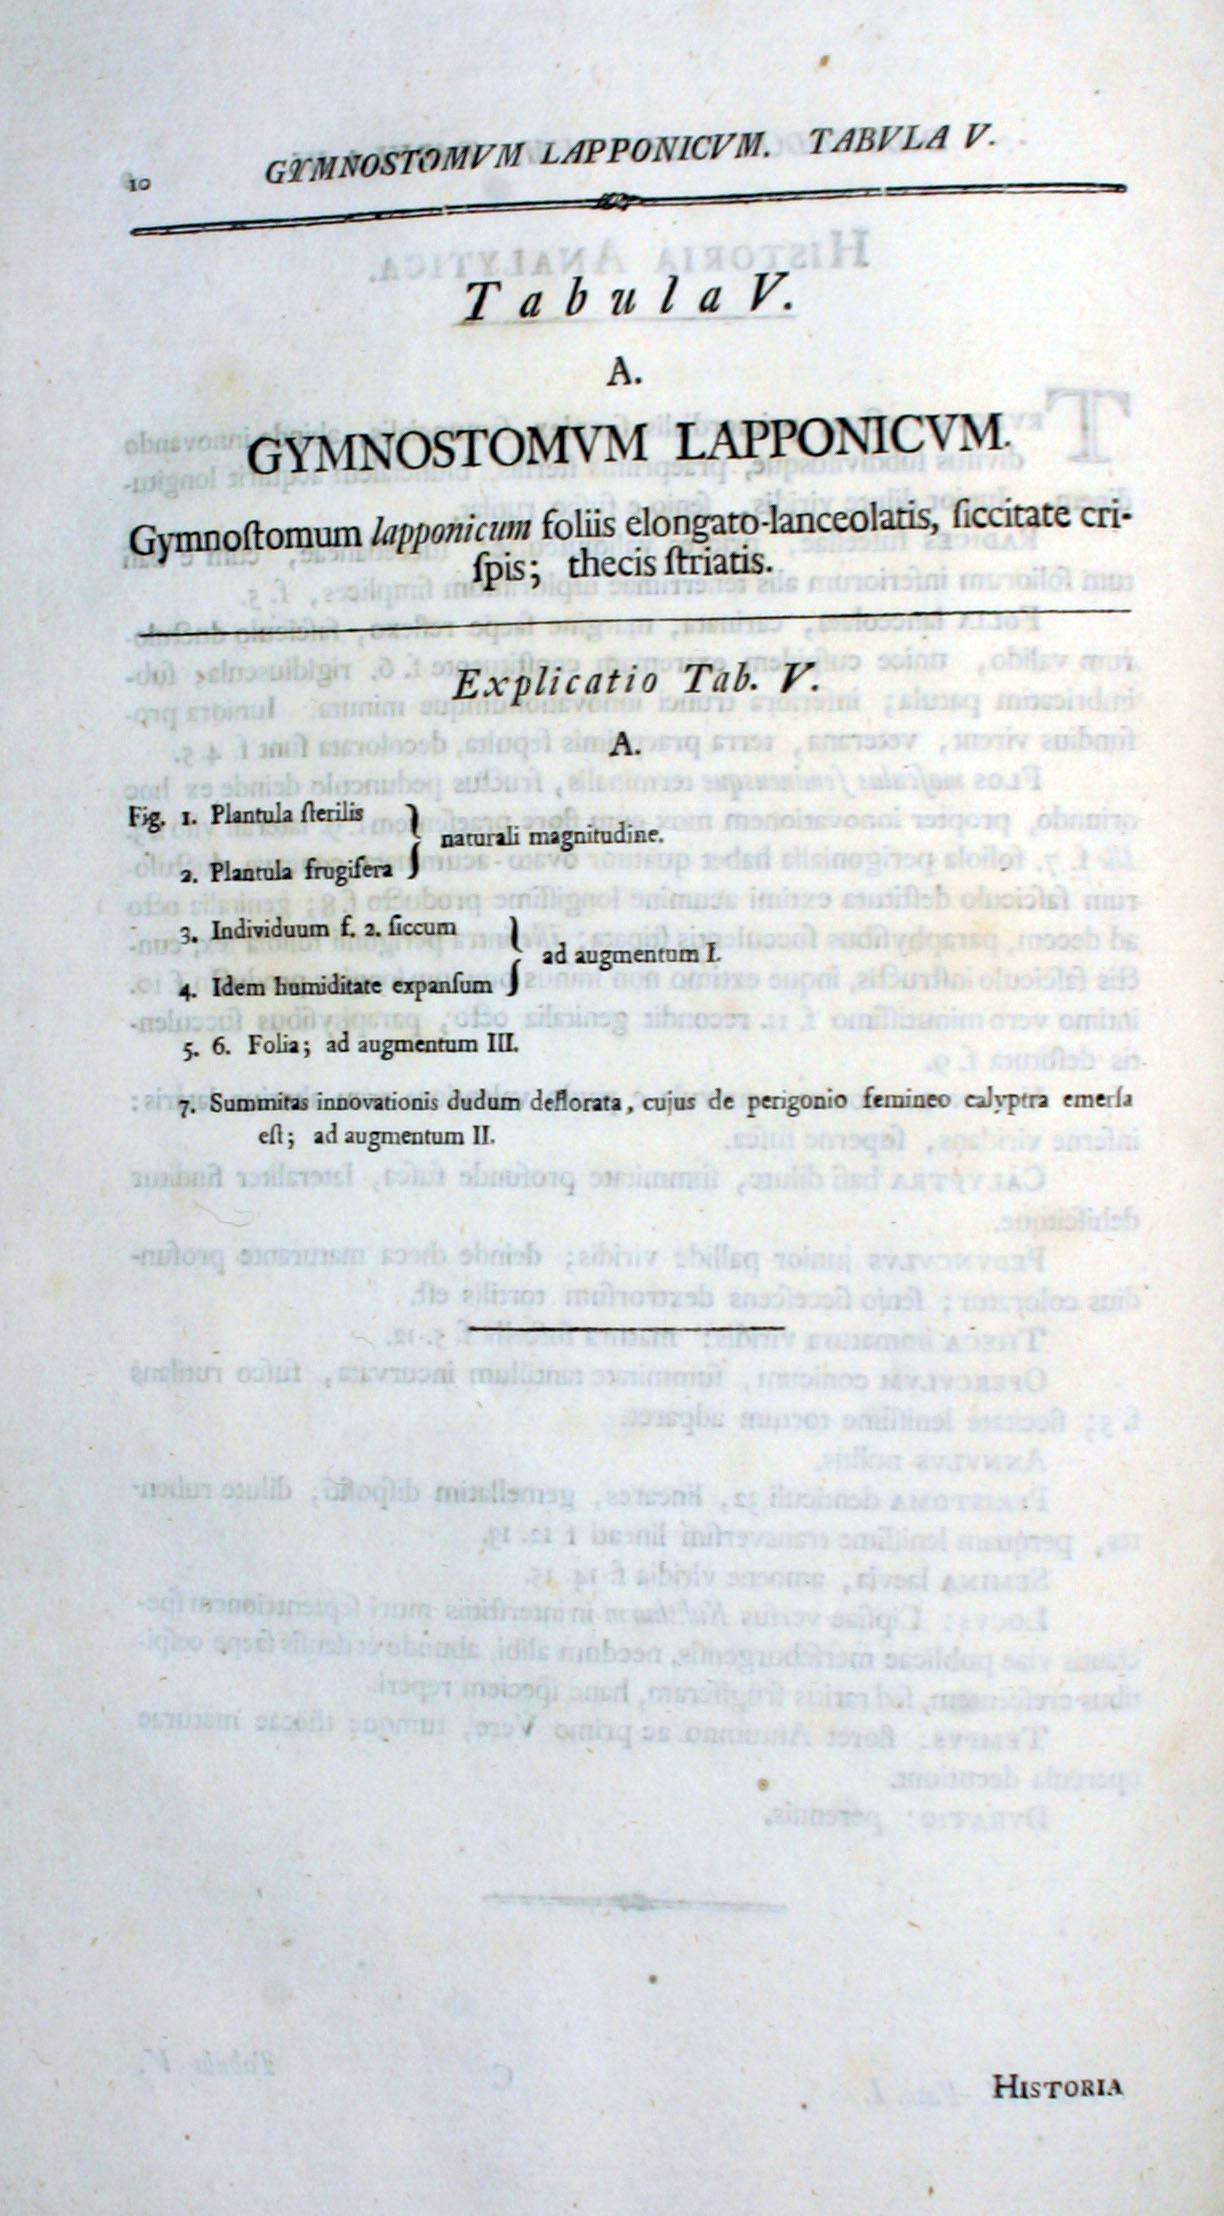 10 GYMNOSTOMVM LAPPONICVM. TABVLA V.
Tabula V.
A.
GYMNOSTOMVM LAPPONICVM.
Gymnoſtomum lapponicum foliis elongato-lanceolatis, ſiccitate cri-
ſpis; thecis ſtriatis.
Explicatio Tab. V.
A.
Fig. 1. Plantula ſterilis
naturali magnitudine.
2. Plantula frugifera
3. Individuum f. 2. ſiccum
ad augmentum I.
4. Idem humiditate expanſum
5. 6. Folia; ad augmentum III.
7. Summitas innovationis dudum deflorata, cujus de perigonio femineo calyptra emerſa
eſt; ad augmentum II.
HISTORIA